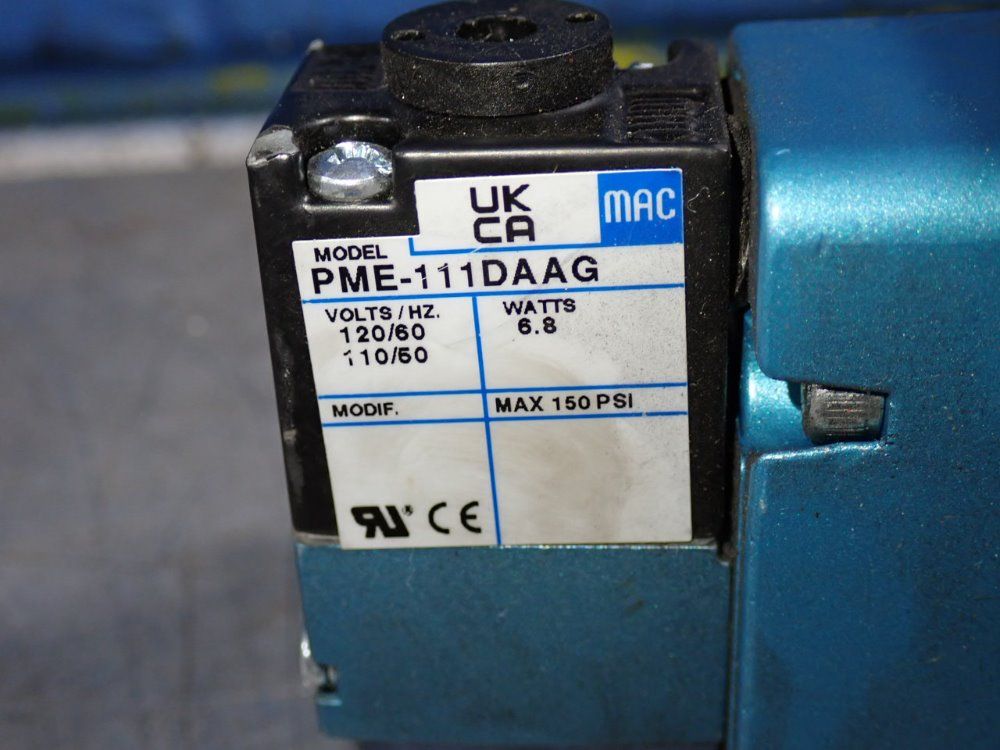 UK
CA
MAC
MODEL
PME-111DAAG
VOLTS/HZ.
120/60
110/50
WATTS
6.8
MODIF.
MAX 150 PSI
RU® CE